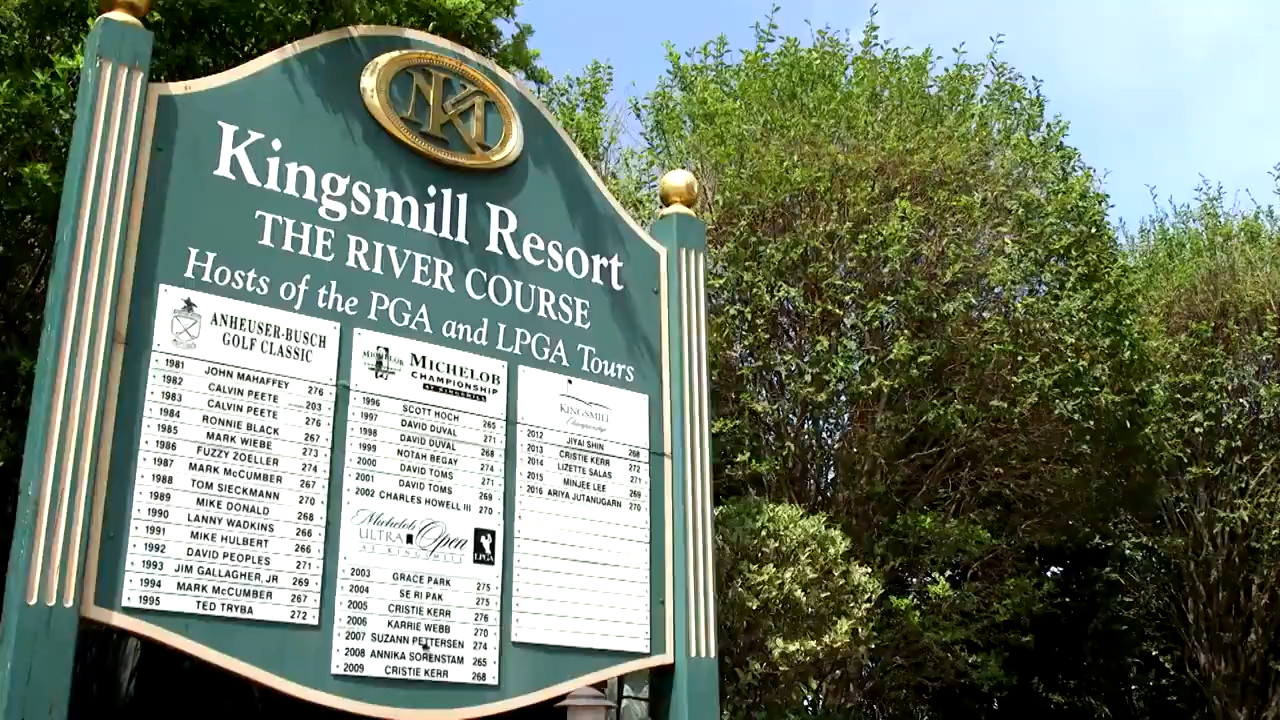 NK
Kingsmill Resort
THE RIVER COURSE
Hosts of the PGA and LPGA Tours
ANHEUSER-BUSCH
GOLF CLASSIC
1981 JOHN MAHAFFEY 276
1982 CALVIN PEETE 203
1983 CALVIN PEETE 276
1984 RONNIE BLACK 267
1985 MARK WIEBE 273
1986 FUZZY ZOELLER 274
1987 MARK McCUMBER 267
1988 TOM SIECKMANN 270
1989 MIKE DONALD 268
1990 LANNY WADKINS 266
1991 MIKE HULBERT 266
1992 DAVID PEOPLES 271
1993 JIM GALLAGHER, JR 269
1994 MARK McCUMBER 267
1995 TED TRYBA 272
MICHELOB
CHAMPIONSHIP
AT KINGSMILL
1996 SCOTT HOCH 265
1997 DAVID DUVAL 271
1998 DAVID DUVAL 268
1999 NOTAH BEGAY 274
2000 DAVID TOMS 271
2001 DAVID TOMS 269
2002 CHARLES HOWELL III 270
Michelob
ULTRA Open
AT KINGSMILL
LPGA
2003 GRACE PARK 275
2004 SE RI PAK 275
2005 CRISTIE KERR 276
2006 KARRIE WEBB 270
2007 SUZANN PETTERSEN 274
2008 ANNIKA SORENSTAM 265
2009 CRISTIE KERR 268
KINGSMILL
Championship
2012 JIYAI SHIN 268
2013 CRISTIE KERR 272
2014 LIZETTE SALAS 271
2015 MINJEE LEE 269
2016 ARIYA JUTANUGARN 270